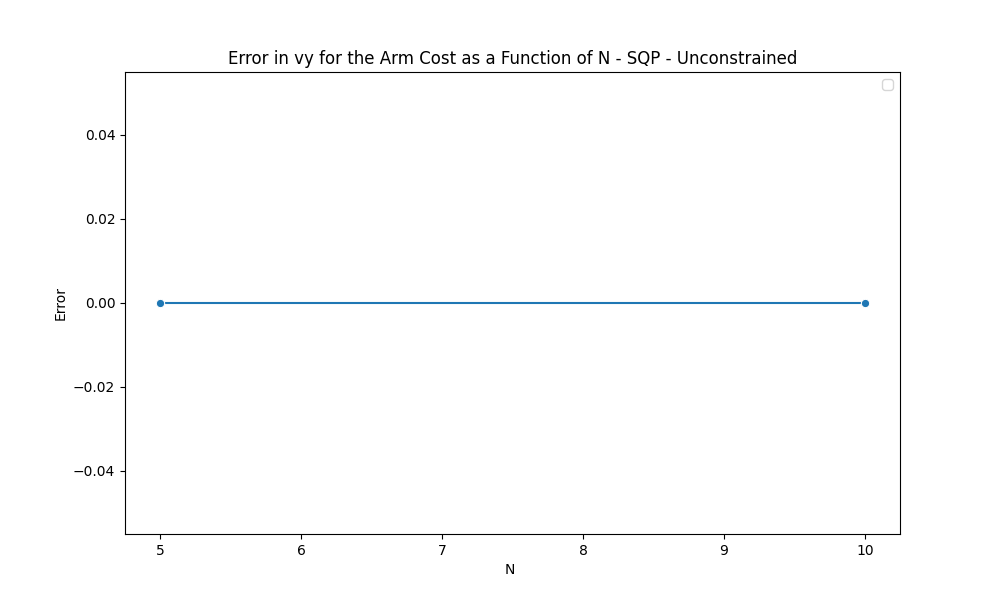 Error in vy for the Arm Cost as a Function of N - SQP - Unconstrained
0.04
0.02
0.00
−0.02
−0.04
Error
5 6 7 8 9 10
N